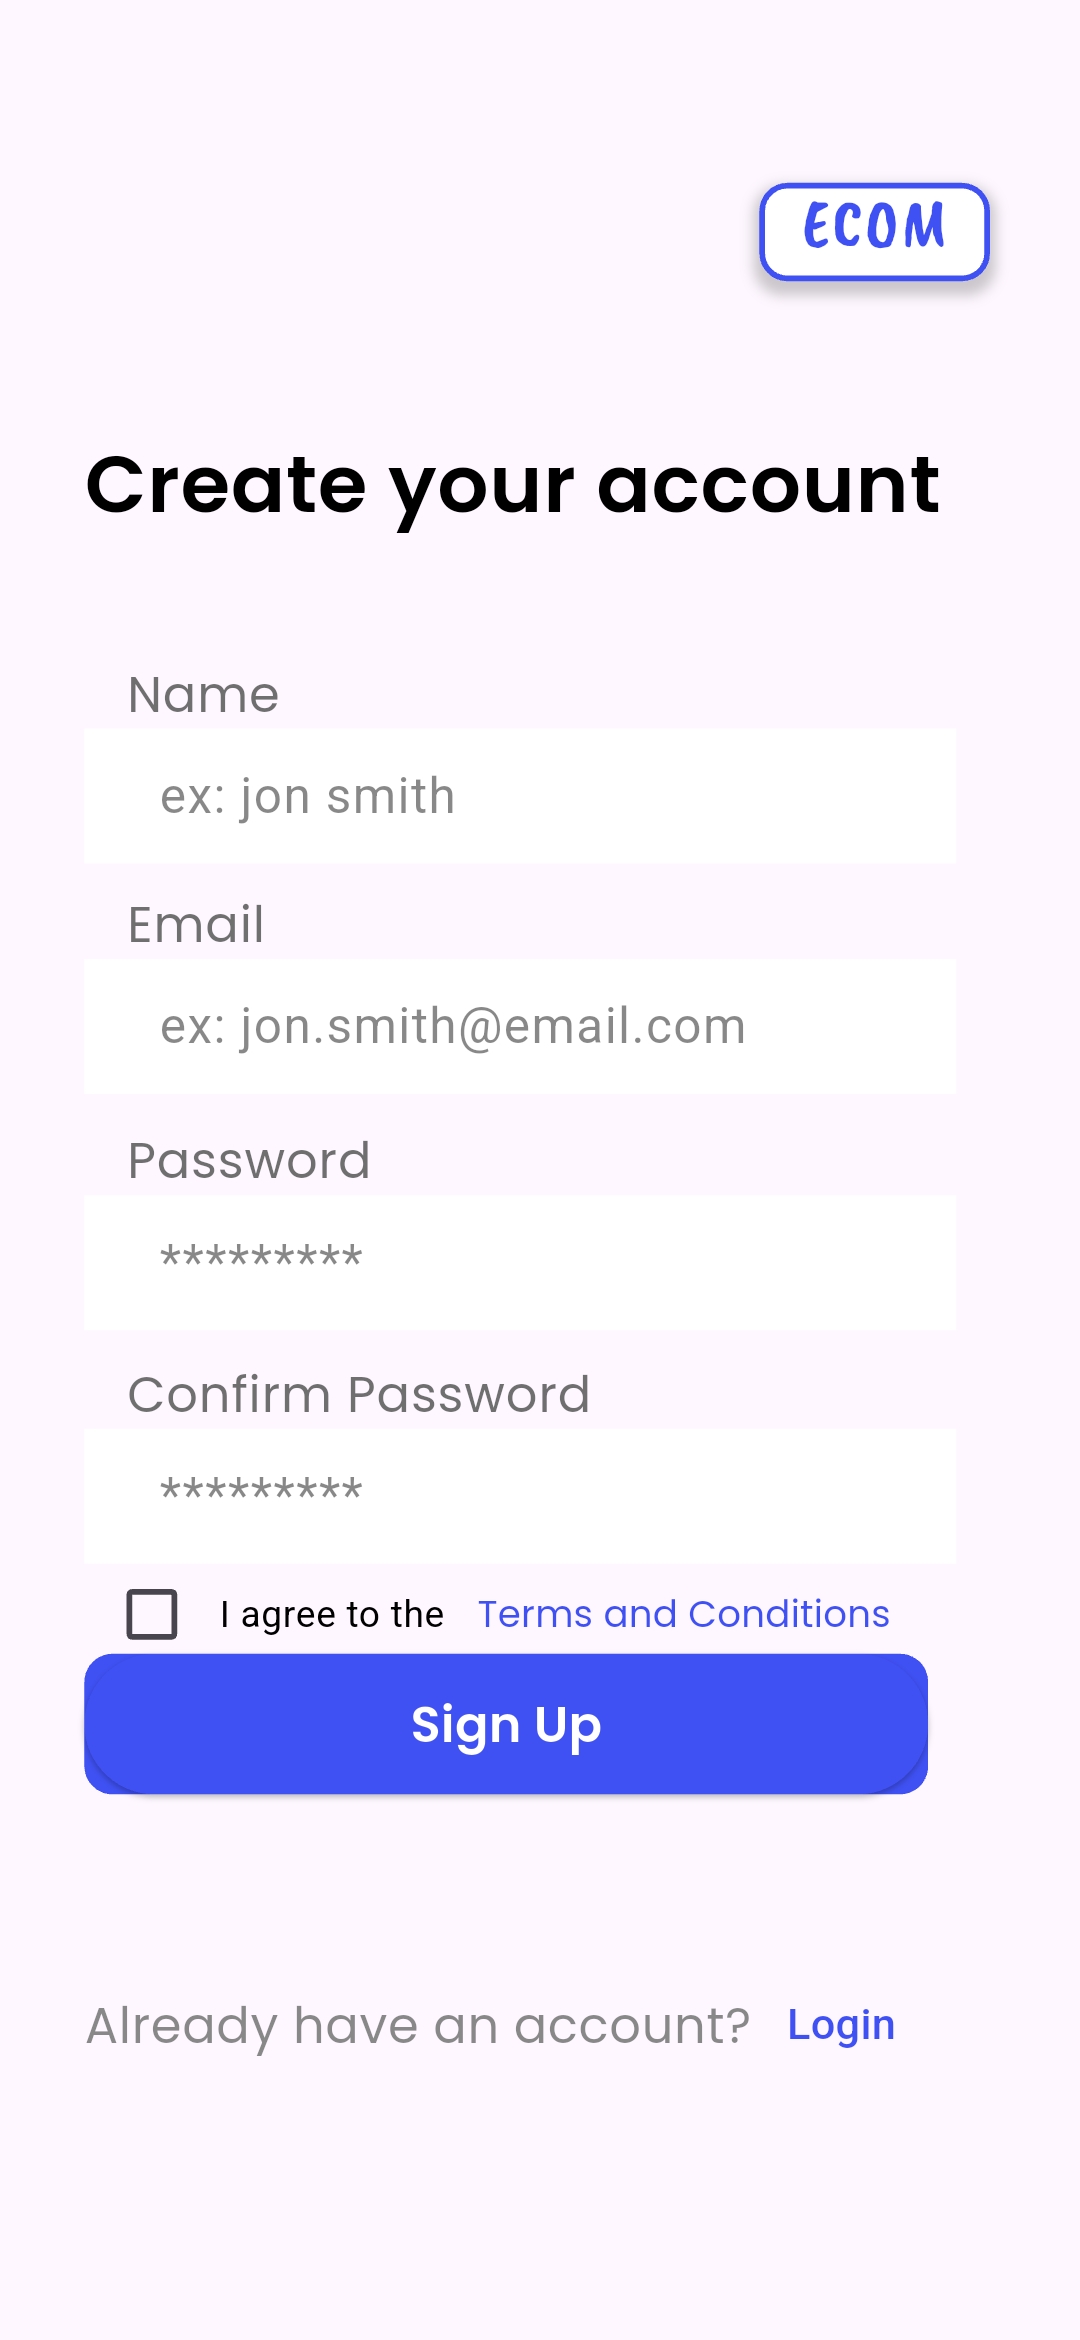 ECOM
Create your account
Name
ex: jon smith
Email
ex: jon.smith@email.com
Password
*********
Confirm Password
*********
I agree to the Terms and Conditions
Sign Up
Already have an account? Login